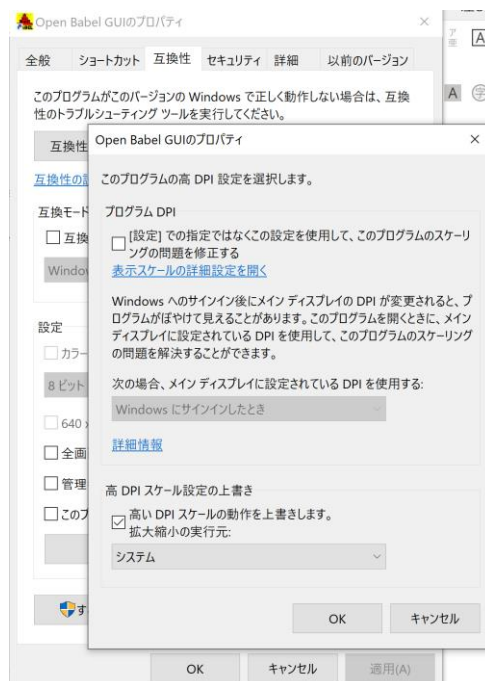 Open Babel GUIのプロパティ
全般 ショートカット 互換性 セキュリティ 詳細 以前のバージョン
このプログラムがこのバージョンの Windows で正しく動作しない場合は、互換
性のトラブルシューティング ツールを実行してください。
互換性
互換性の
互換モード
互換
設定
カラー
8 ビット
640
全画
管理
このプ
す
OK キャンセル 適用(A)
Open Babel GUIのプロパティ
このプログラムの高 DPI 設定を選択します。
プログラム DPI
[設定] での指定ではなくこの設定を使用して、このプログラムのスケーリ
ングの問題を修正する
表示スケールの詳細設定を開く
Windows へのサインイン後にメイン ディスプレイの DPI が変更されると、プ
ログラムがぼやけて見えることがあります。このプログラムを開くときに、メイン
ディスプレイに設定されている DPI を使用して、このプログラムのスケーリング
の問題を解決することができます。
次の場合、メイン ディスプレイに設定されている DPI を使用する:
Windows にサインインしたとき
詳細情報
高 DPI スケール設定の上書き
高い DPI スケールの動作を上書きします。
拡大縮小の実行元:
システム
OK キャンセル
A
A 字